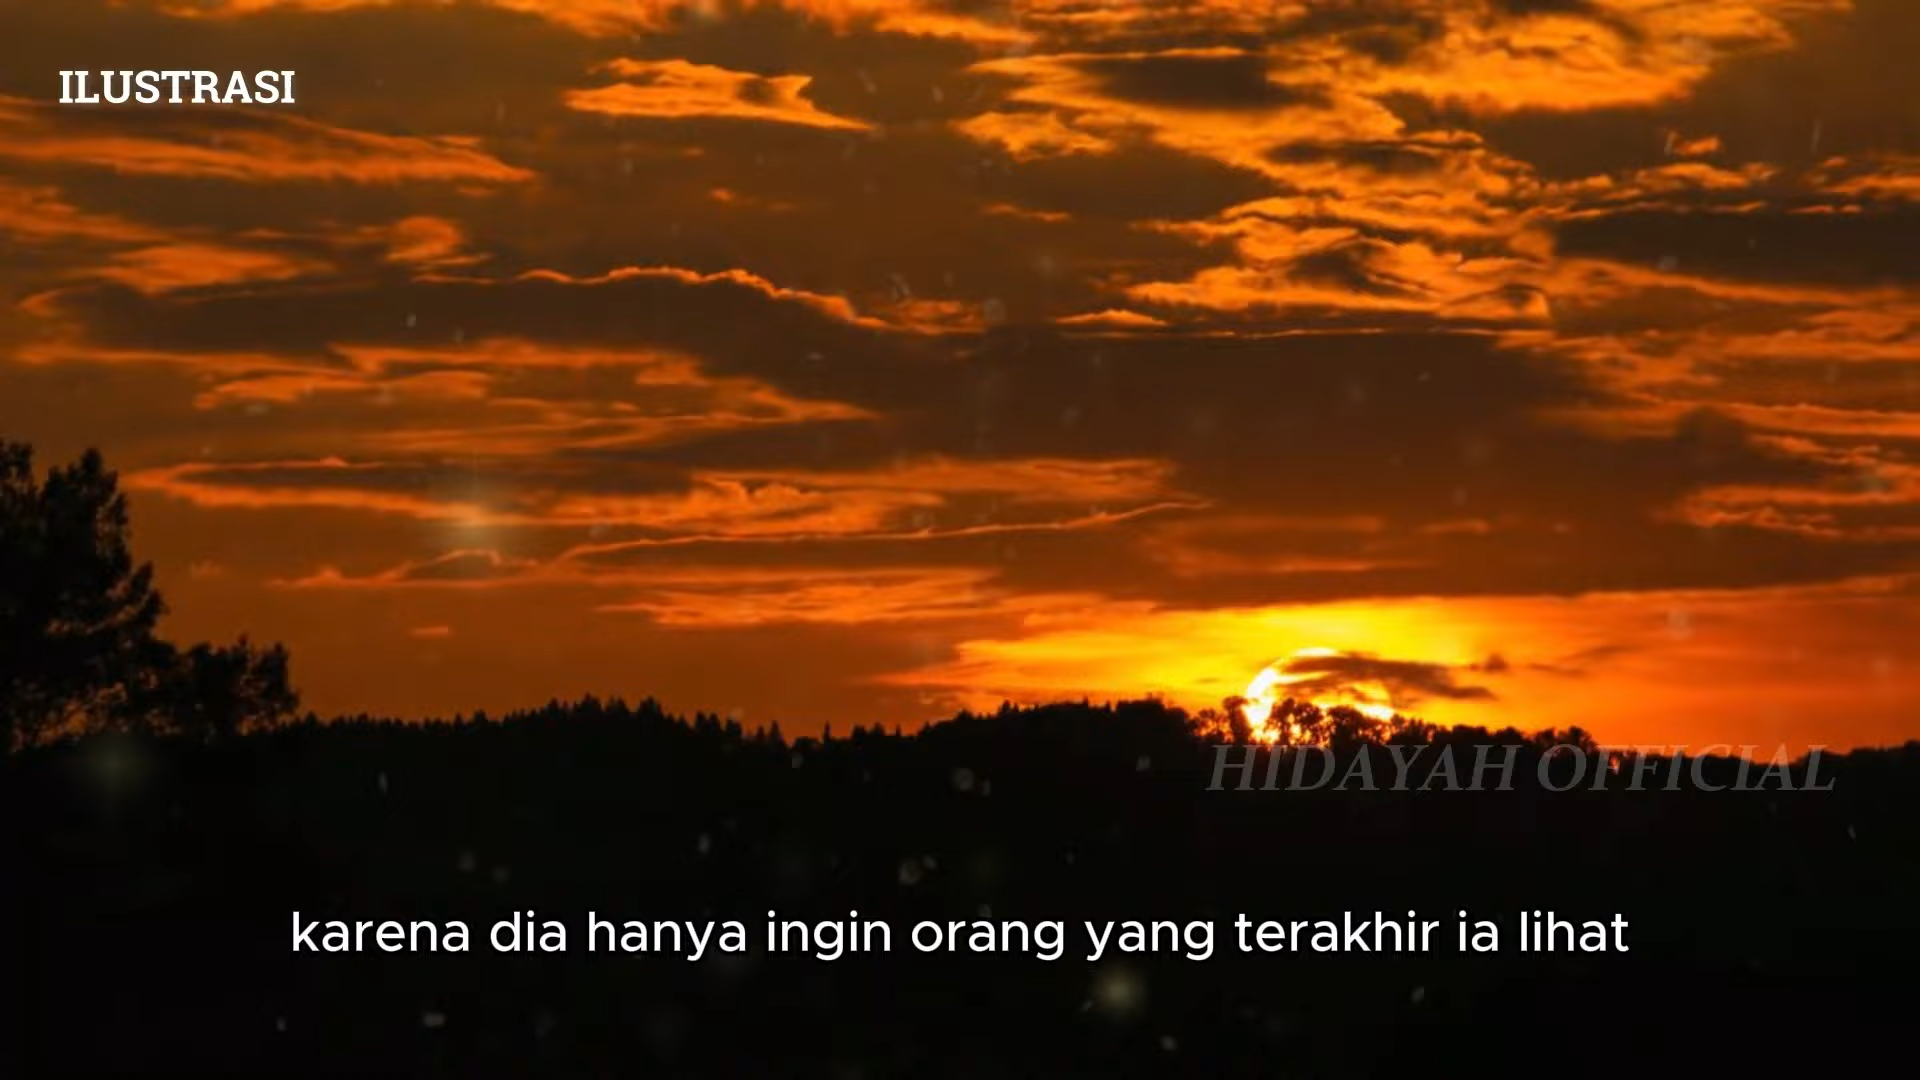 ILUSTRASI
HIDAYAH OFFICIAL
karena dia hanya ingin orang yang terakhir ia lihat